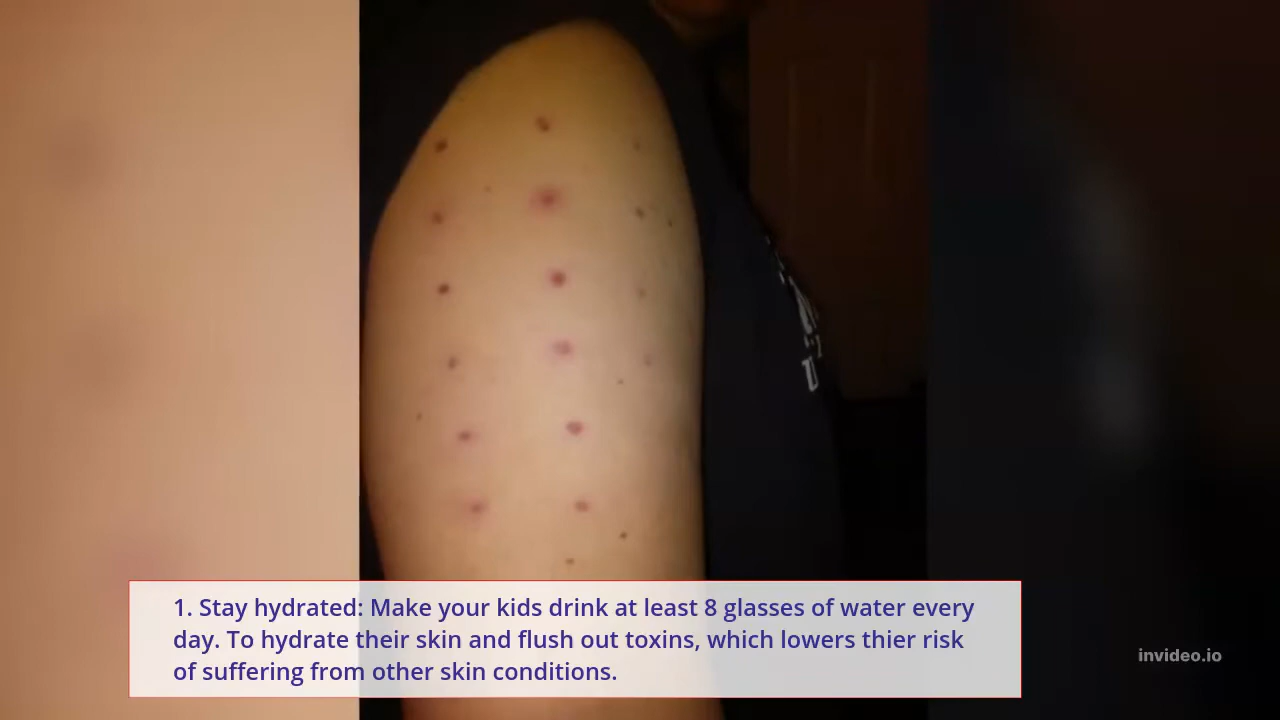 1. Stay hydrated: Make your kids drink at least 8 glasses of water every
day. To hydrate their skin and flush out toxins, which lowers thier risk
of suffering from other skin conditions.
invideo.io